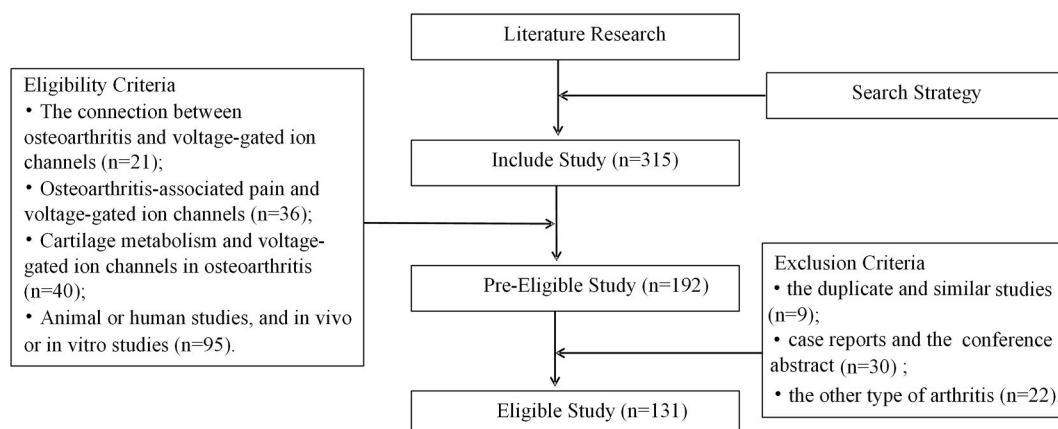 Literature Research
Search Strategy
Include Study (n=315)
Eligibility Criteria
• The connection between
osteoarthritis and voltage-gated ion
channels (n=21);
• Osteoarthritis-associated pain and
voltage-gated ion channels (n=36);
• Cartilage metabolism and voltage-
gated ion channels in osteoarthritis
(n=40);
• Animal or human studies, and in vivo
or in vitro studies (n=95).
Pre-Eligible Study (n=192)
Exclusion Criteria
• the duplicate and similar studies
(n=9);
• case reports and the conference
abstract (n=30) ;
• the other type of arthritis (n=22).
Eligible Study (n=131)